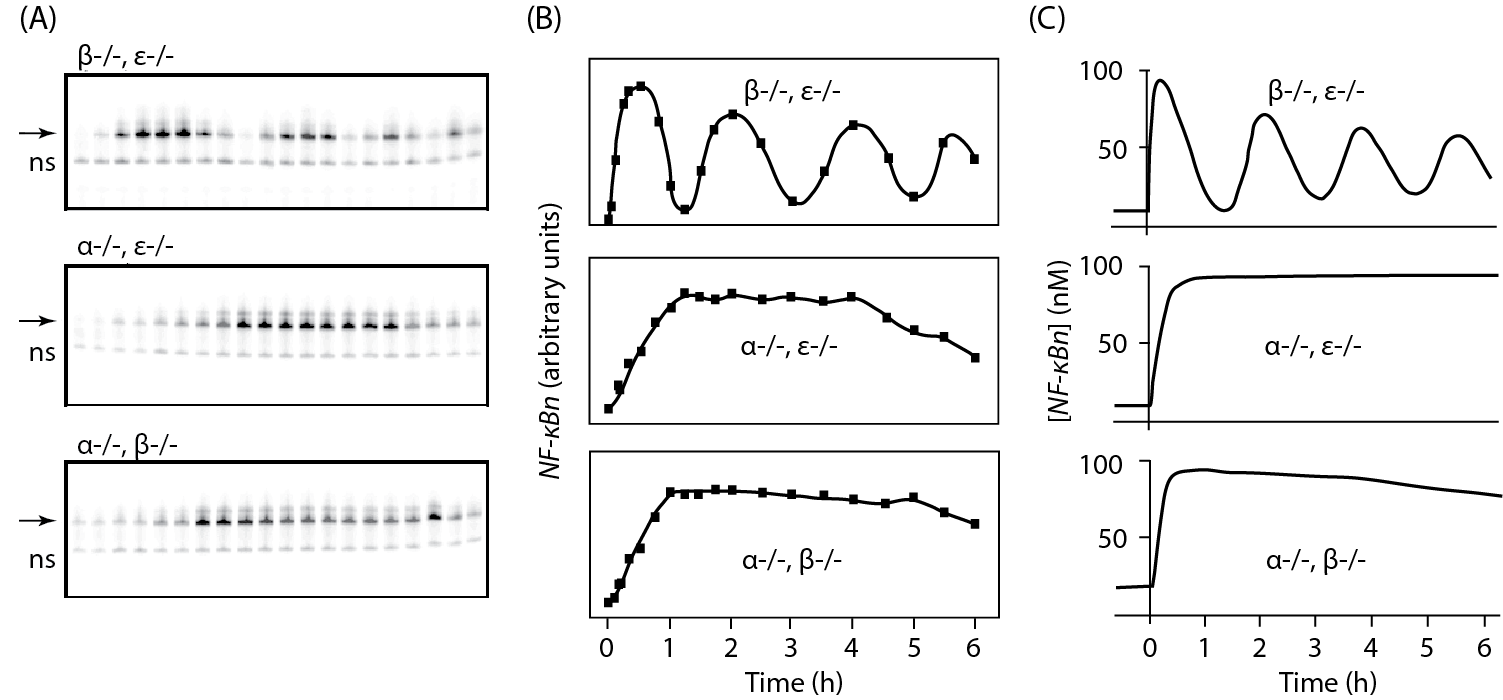 (A)
β-/-, ε-/-
ns
α-/-, ε-/-
ns
α-/-, β-/-
ns
(B)
NF-κBn (arbitrary units)
β-/-, ε-/-
α-/-, ε-/-
α-/-, β-/-
0 1 2 3 4 5 6
Time (h)
(C)
[NF-κBn] (nM)
100
50
β-/-, ε-/-
100
50
α-/-, ε-/-
100
50
α-/-, β-/-
0 1 2 3 4 5 6
Time (h)